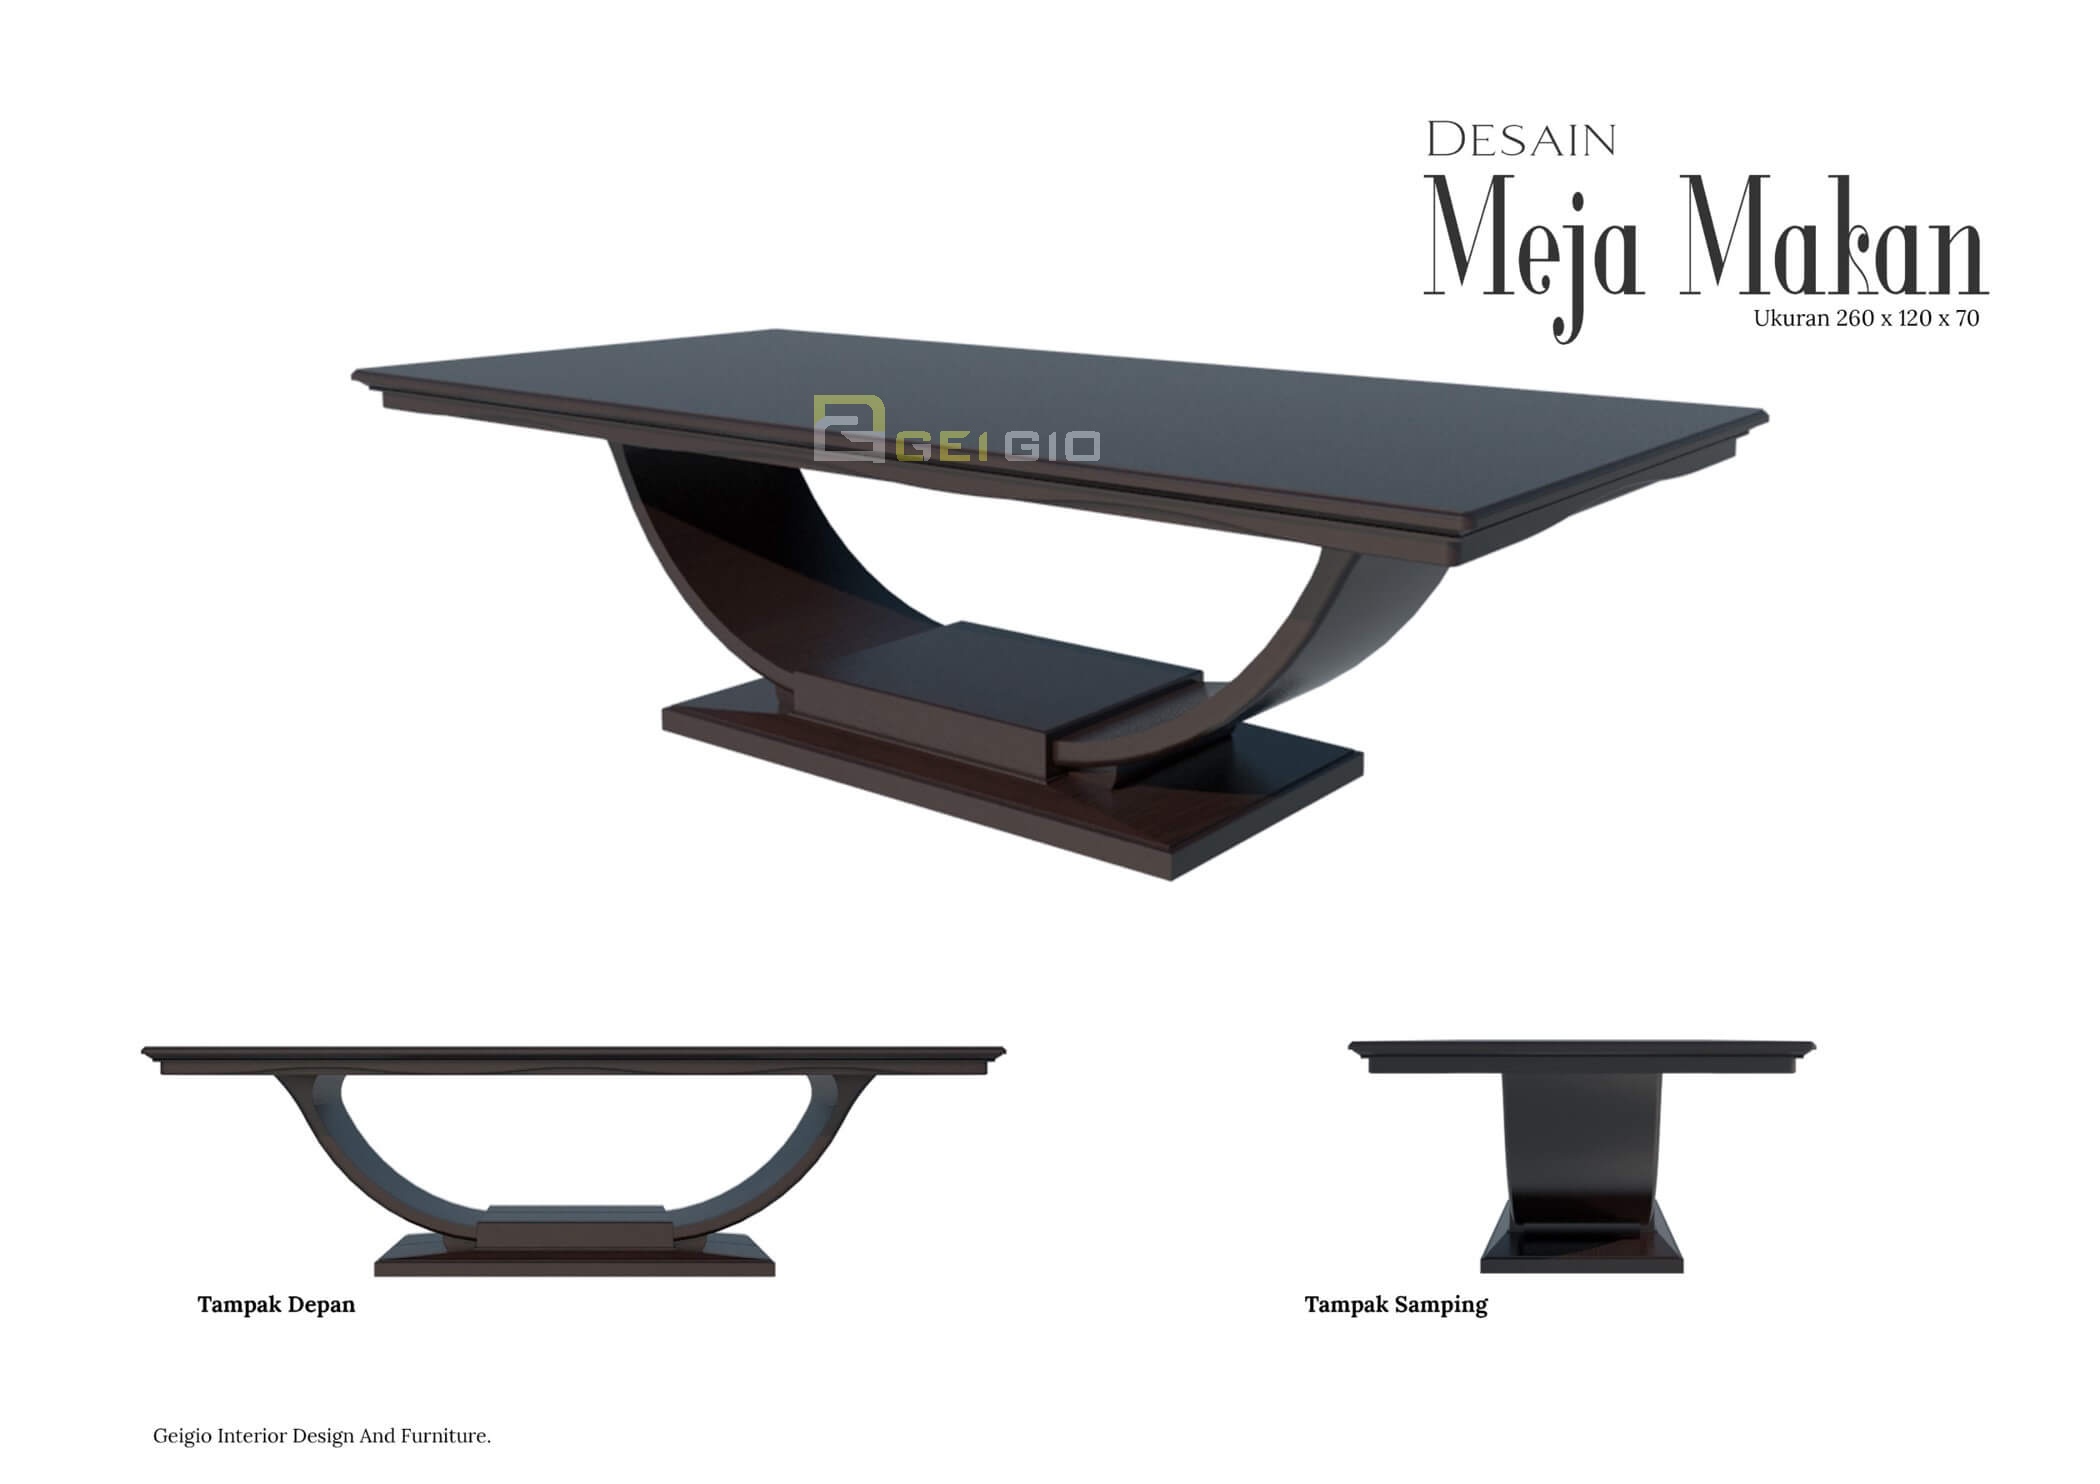 DESAIN
Meja Makan
Ukuran 260 x 120 x 70
GEIGIO
Tampak Depan
Tampak Samping
Geigio Interior Design And Furniture.